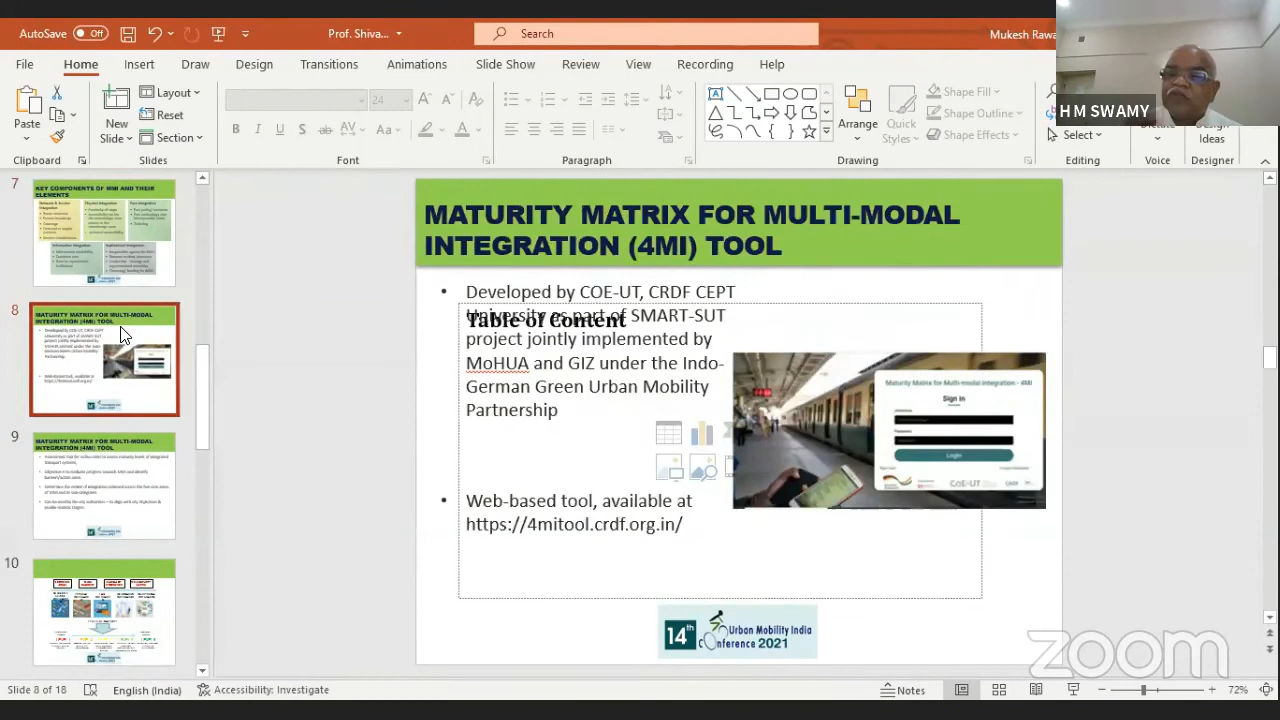 AutoSave Off Prof. Shiva... Search Mukesh Rawa
File Home Insert Draw Design Transitions Animations Slide Show Review View Recording Help
H M SWAMY
Paste
New
Slide
Layout
Reset
Section
24
Aa
Arrange
Quick
Styles
Shape Fill
Shape Outline
Shape Effects
Select
Dictate
Design
Ideas
Clipboard Slides Font Paragraph Drawing Editing Voice Designer
7
KEY COMPONENTS OF MMI AND THEIR
ELEMENTS
8
MATURITY MATRIX FOR MULTI-MODAL
INTEGRATION (4MI) TOOL
9
MATURITY MATRIX FOR MULTI-MODAL
INTEGRATION (4MI) TOOL
10
MATURITY MATRIX FOR MULTI-MODAL
INTEGRATION (4MI) TOOL
• Developed by COE-UT, CRDF CEPT
University as part of SMART-SUT
Table of Content
project jointly implemented by
MoHUA and GIZ under the Indo-
German Green Urban Mobility
Partnership
• Web-based tool, available at
https://4mitool.crdf.org.in/
Maturity Matrix for Multi-modal Integration - 4MI
Sign in
Login
CoE-UT
14th Urban Mobility India
Conference 2021
zoom
Slide 8 of 18 English (India) Accessibility: Investigate Notes 72%